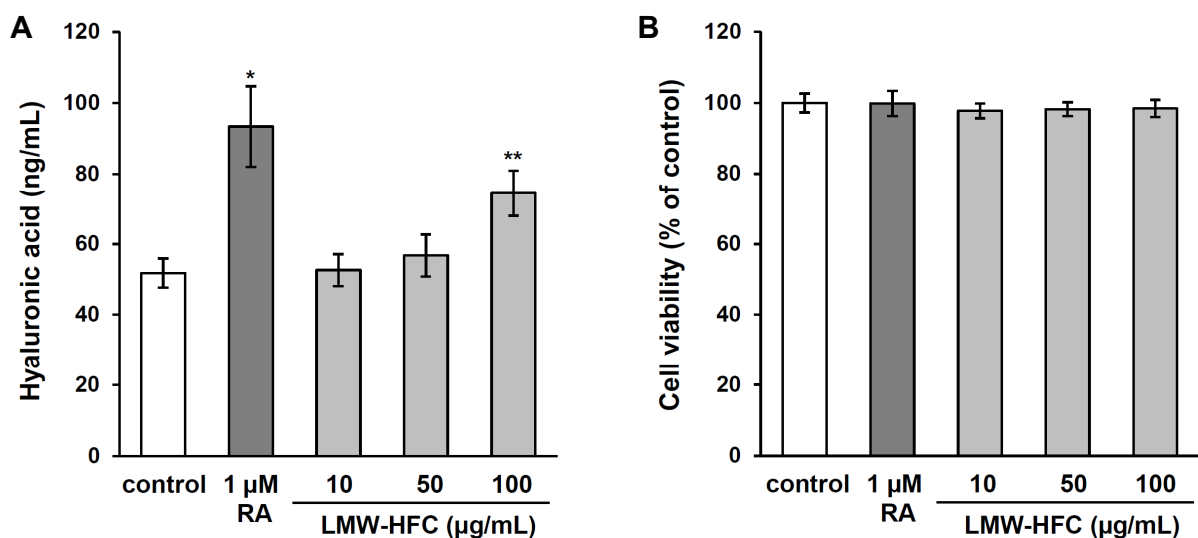 A
Hyaluronic acid (ng/mL)
120
100
80
60
40
20
0
*
**
control
1 µM
RA
10
50
100
LMW-HFC (µg/mL)
B
Cell viability (% of control)
120
100
80
60
40
20
0
control
1 µM
RA
10
50
100
LMW-HFC (µg/mL)